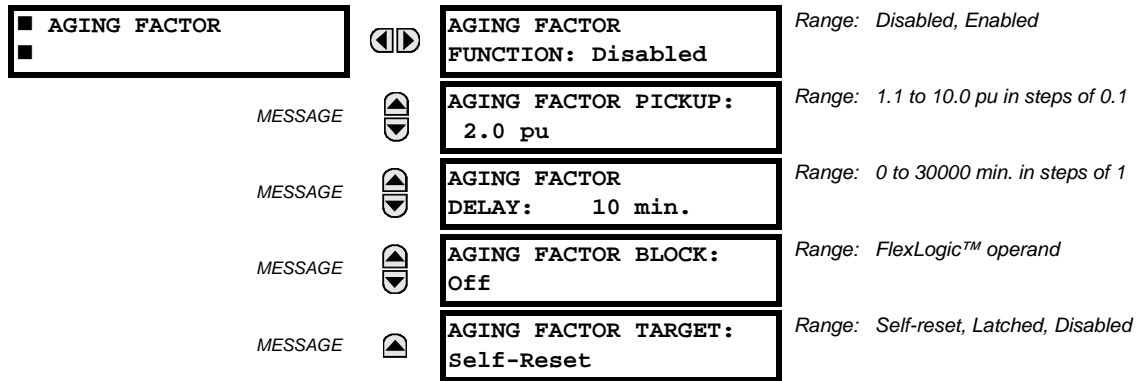 ■ AGING FACTOR
■
AGING FACTOR
FUNCTION: Disabled
Range: Disabled, Enabled
MESSAGE
AGING FACTOR PICKUP:
2.0 pu
Range: 1.1 to 10.0 pu in steps of 0.1
MESSAGE
AGING FACTOR
DELAY: 10 min.
Range: 0 to 30000 min. in steps of 1
MESSAGE
AGING FACTOR BLOCK:
Off
Range: FlexLogic™ operand
MESSAGE
AGING FACTOR TARGET:
Self-Reset
Range: Self-reset, Latched, Disabled